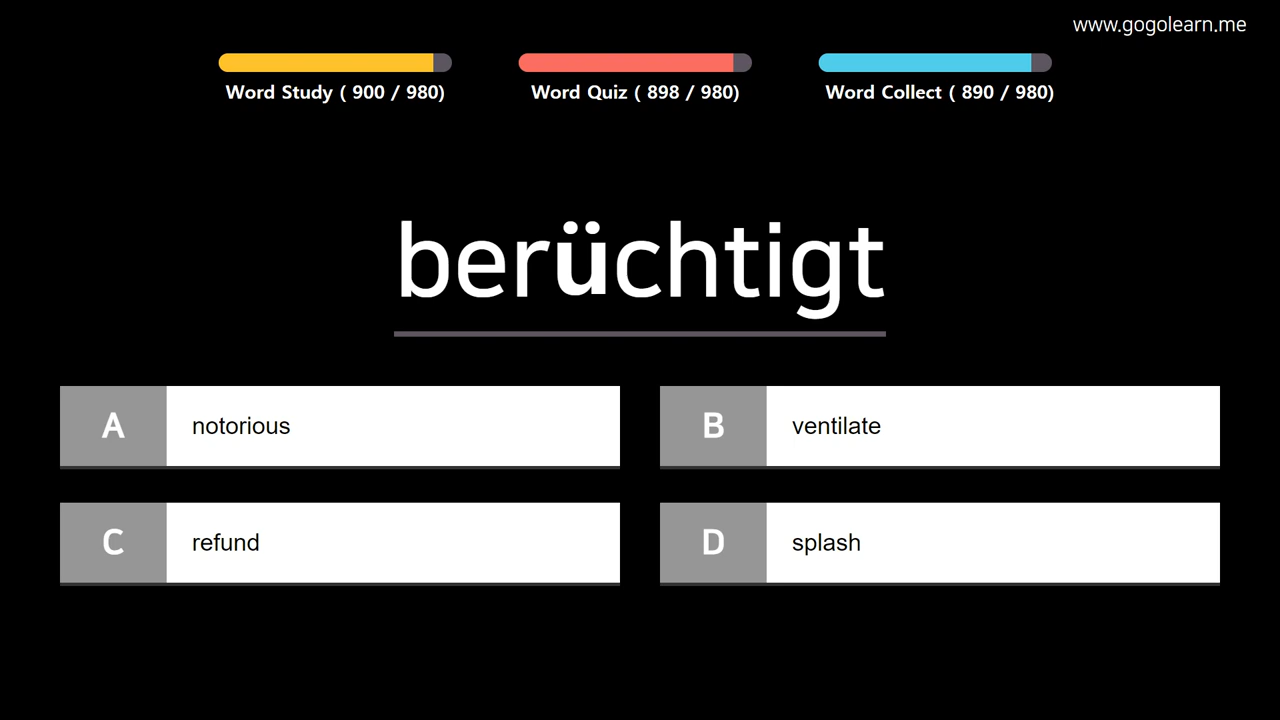 www.gogolearn.me
Word Study ( 900 / 980)
Word Quiz ( 898 / 980)
Word Collect ( 890 / 980)
berüchtigt
A notorious
B ventilate
C refund
D splash